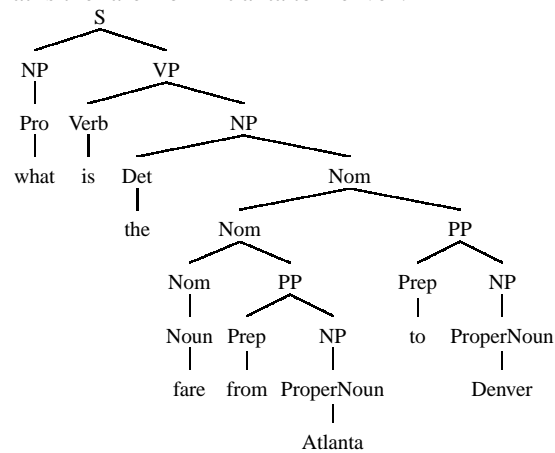 S
NP VP
Pro Verb NP
what is Det Nom
the Nom PP
Nom PP Prep NP
Noun Prep NP to ProperNoun
fare from ProperNoun Denver
Atlanta